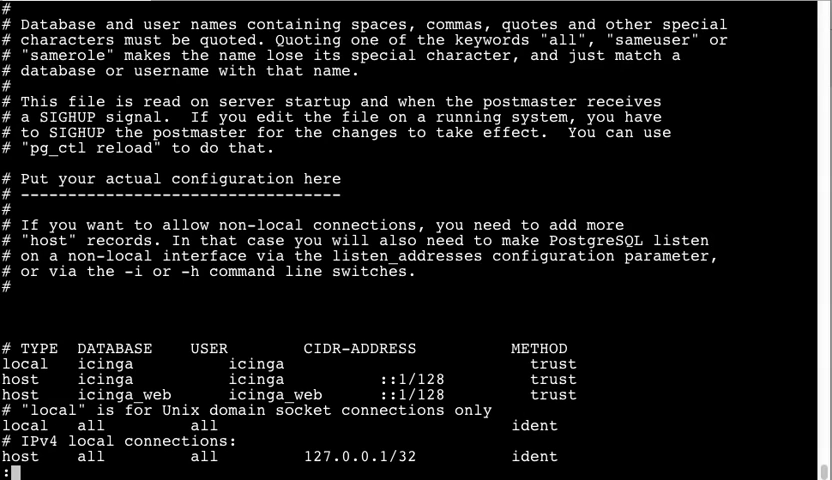 #
# Database and user names containing spaces, commas, quotes and other special
# characters must be quoted. Quoting one of the keywords "all", "sameuser" or
# "samerole" makes the name lose its special character, and just match a
# database or username with that name.
#
# This file is read on server startup and when the postmaster receives
# a SIGHUP signal.  If you edit the file on a running system, you have
# to SIGHUP the postmaster for the changes to take effect.  You can use
# "pg_ctl reload" to do that.

# Put your actual configuration here
# ----------------------------------
#
# If you want to allow non-local connections, you need to add more
# "host" records. In that case you will also need to make PostgreSQL listen
# on a non-local interface via the listen_addresses configuration parameter,
# or via the -i or -h command line switches.
#

# TYPE  DATABASE    USER        CIDR-ADDRESS          METHOD
local   icinga          icinga                          trust
host    icinga          icinga          ::1/128         trust
host    icinga_web      icinga_web      ::1/128         trust
# "local" is for Unix domain socket connections only
local   all         all                               ident
# IPv4 local connections:
host    all         all         127.0.0.1/32          ident
: